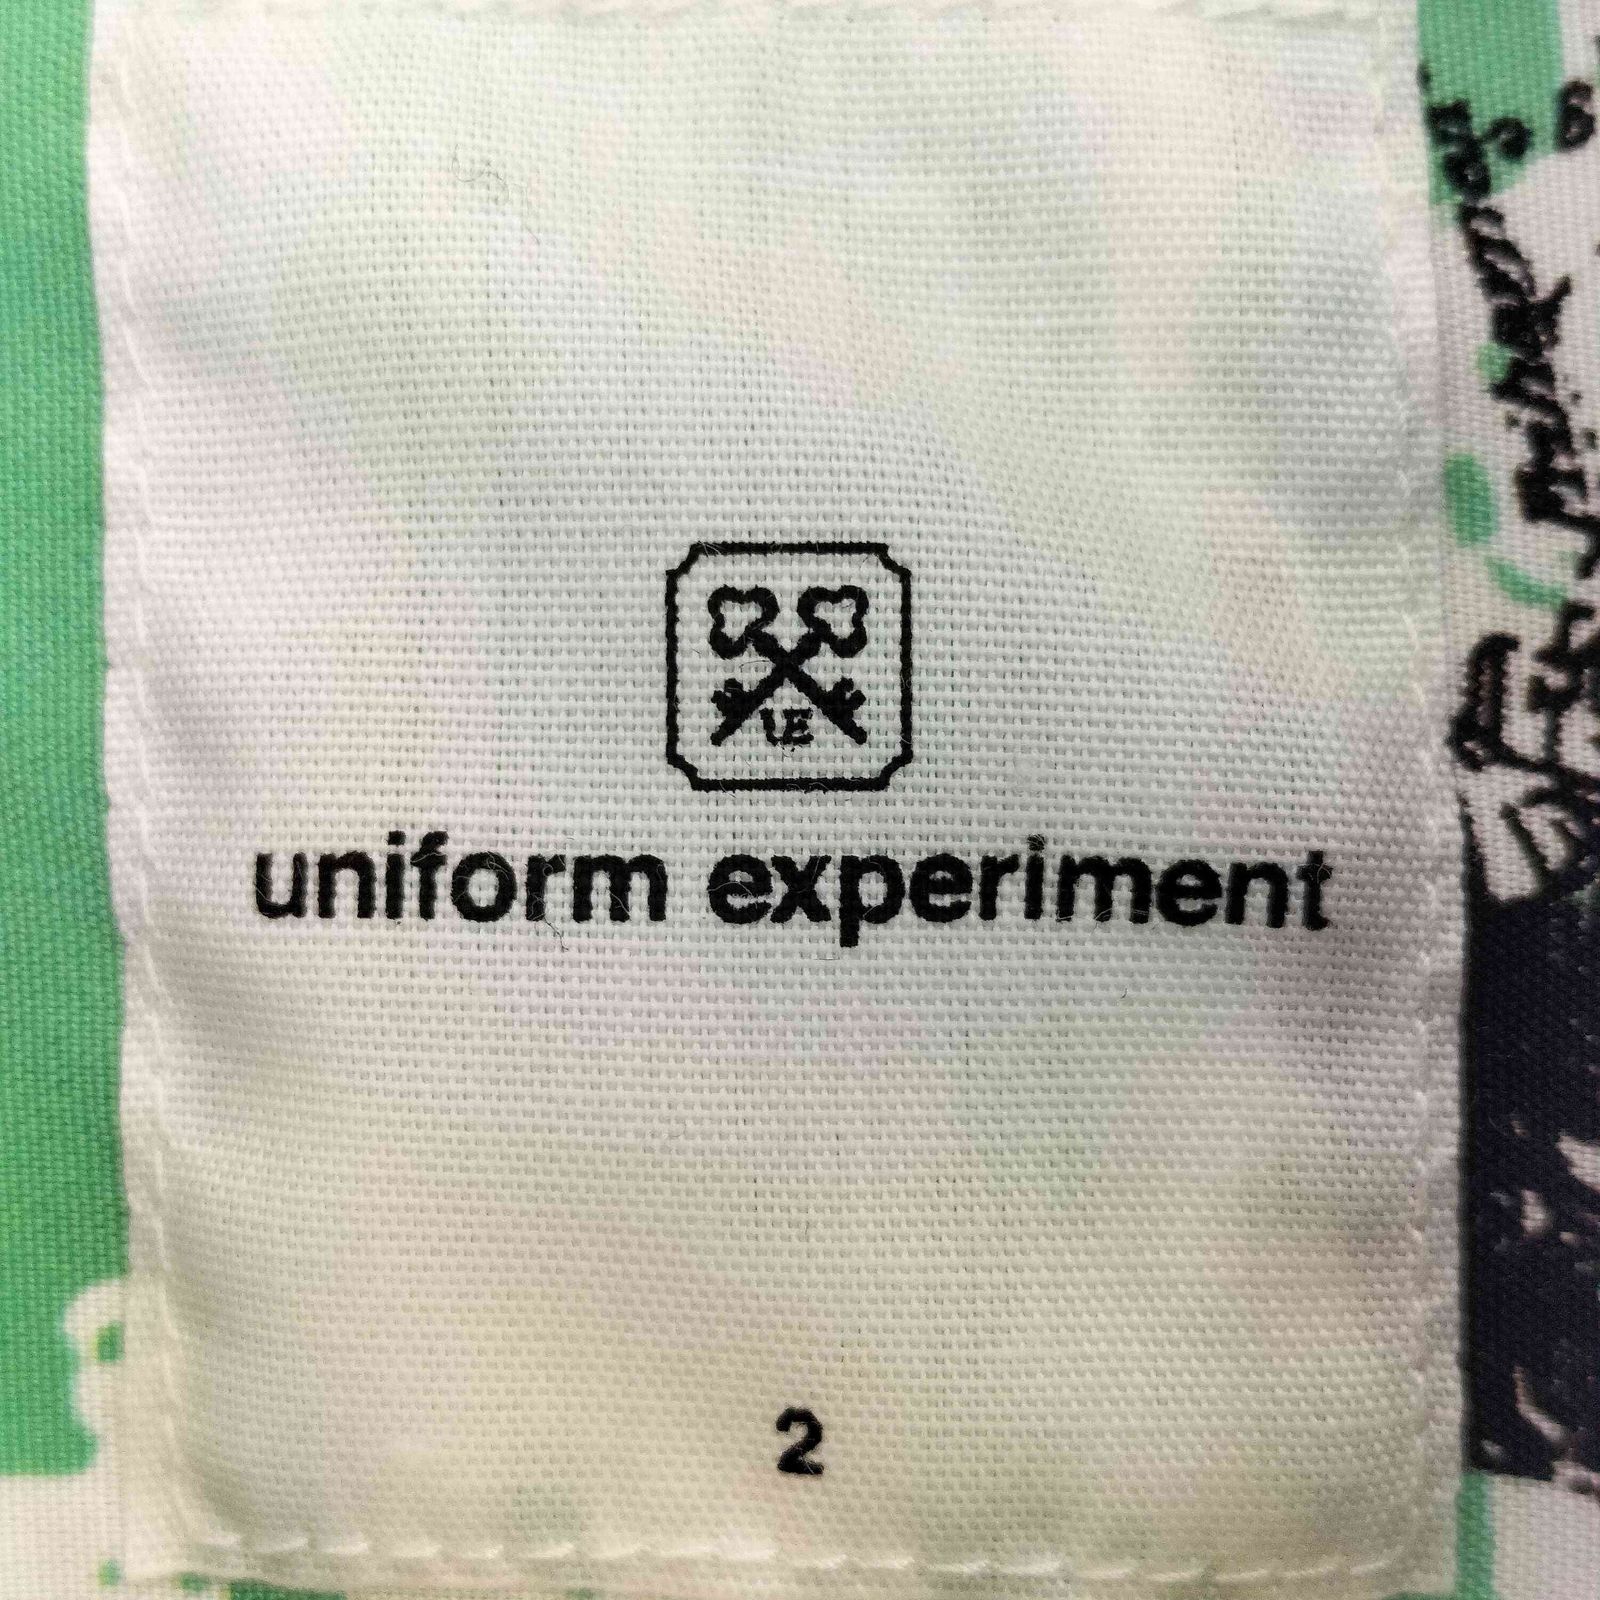 UE
uniform experiment
2